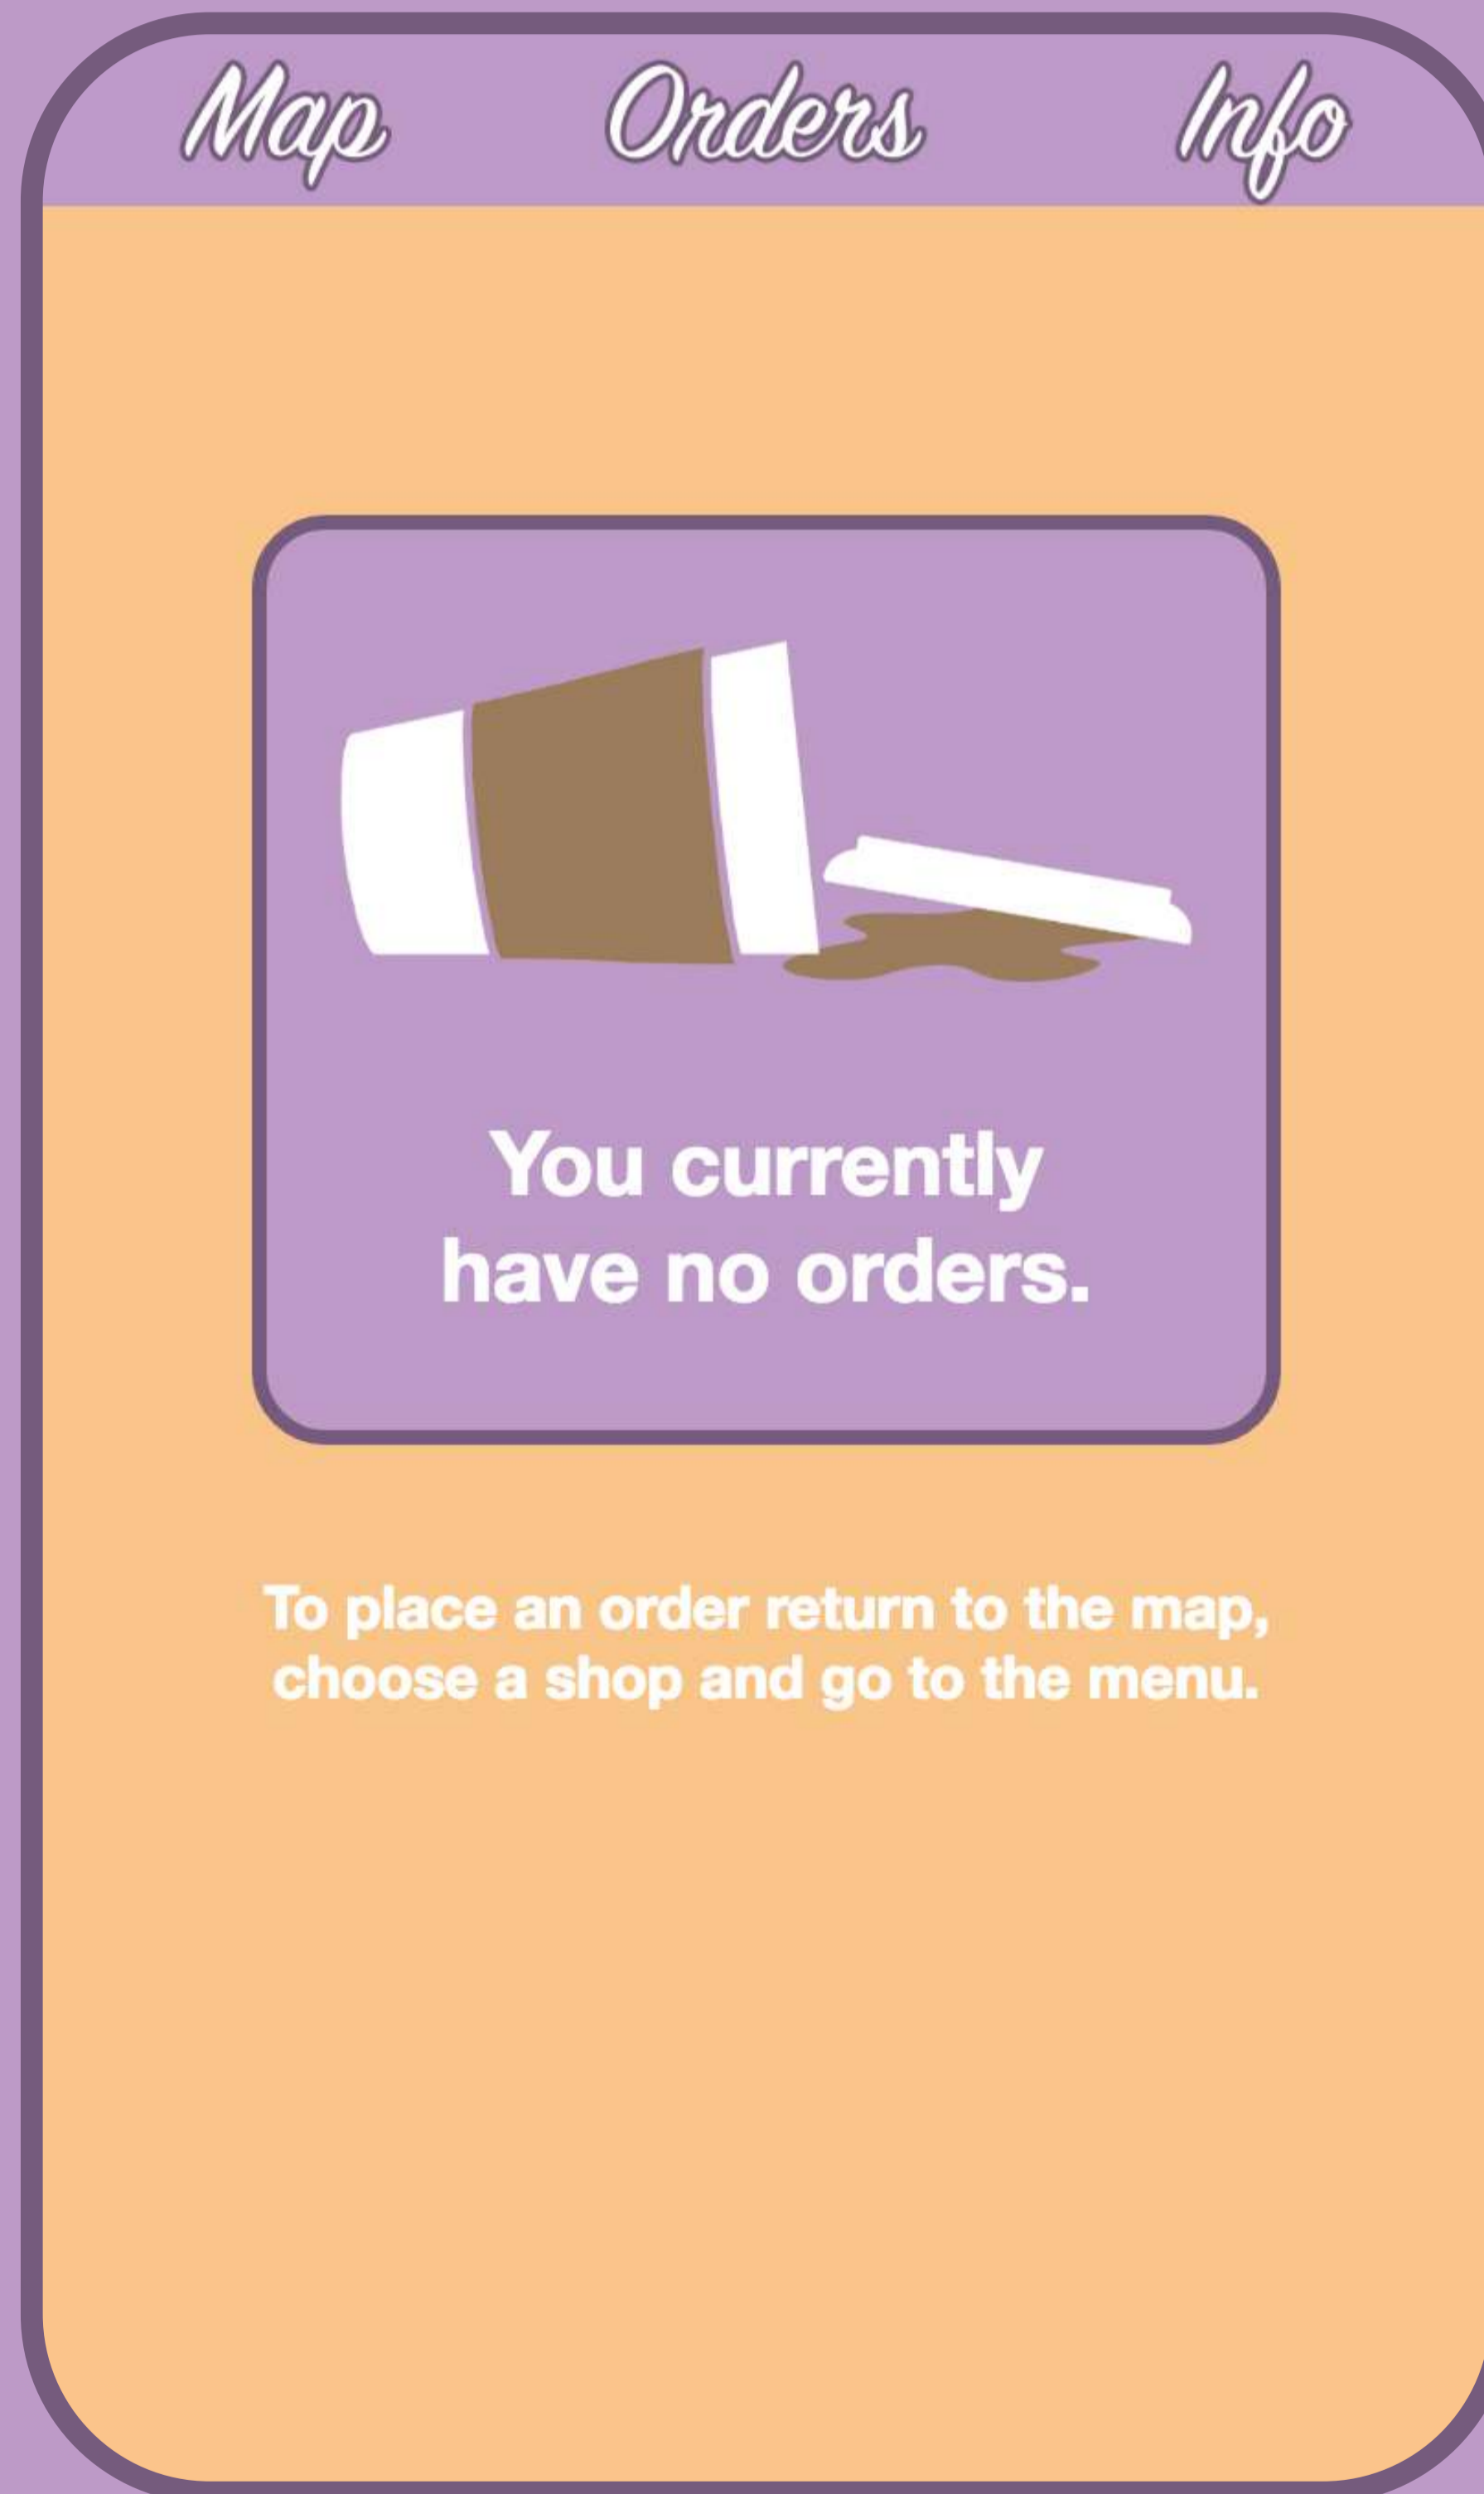 Map Orders Info
You currently
have no orders.
To place an order return to the map,
choose a shop and go to the menu.